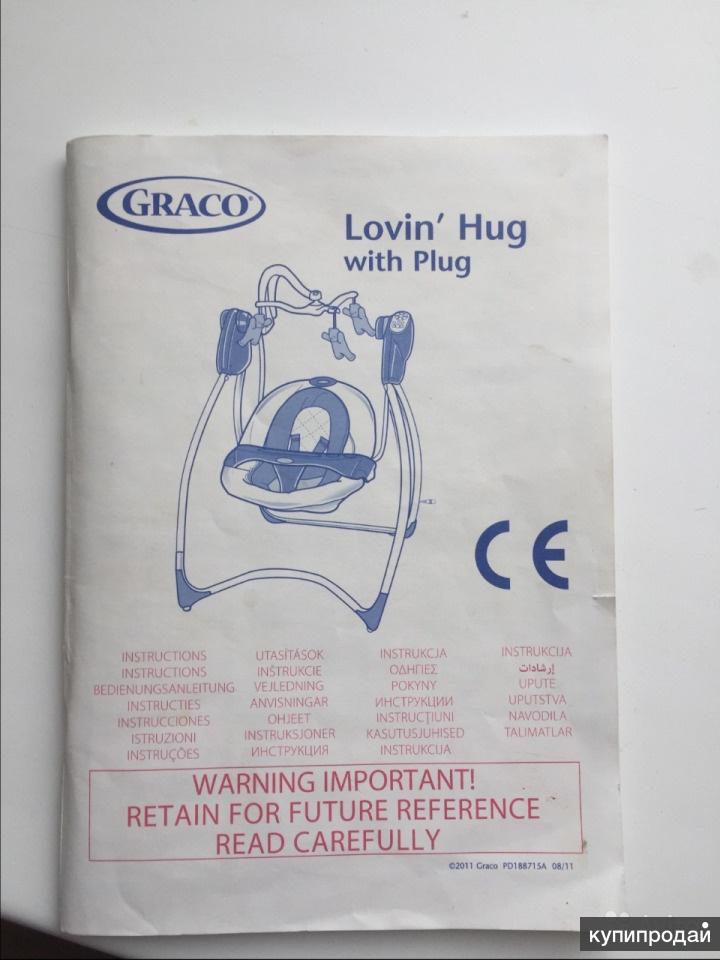 GRACO®
Lovin' Hug
with Plug
CE
INSTRUCTIONS
INSTRUCTIONS
BEDIENUNGSANLEITUNG
INSTRUCTIES
INSTRUCCIONES
ISTRUZIONI
INSTRUÇÕES
UTASÍTÁSOK
INŠTRUKCIE
VEJLEDNING
ANVISNINGAR
OHJEET
INSTRUKSJONER
ИНСТРУКЦИЯ
INSTRUKCJA
ΟΔΗΓΙΕΣ
POKYNY
ИНСТРУКЦИИ
INSTRUCŢIUNI
KASUTUSJUHISED
INSTRUKCIJA
INSTRUKCIJA
إرشادات
UPUTE
UPUTSTVA
NAVODILA
TALIMATLAR
WARNING IMPORTANT!
RETAIN FOR FUTURE REFERENCE
READ CAREFULLY
©2011 Graco PD188715A 08/11
купипродай